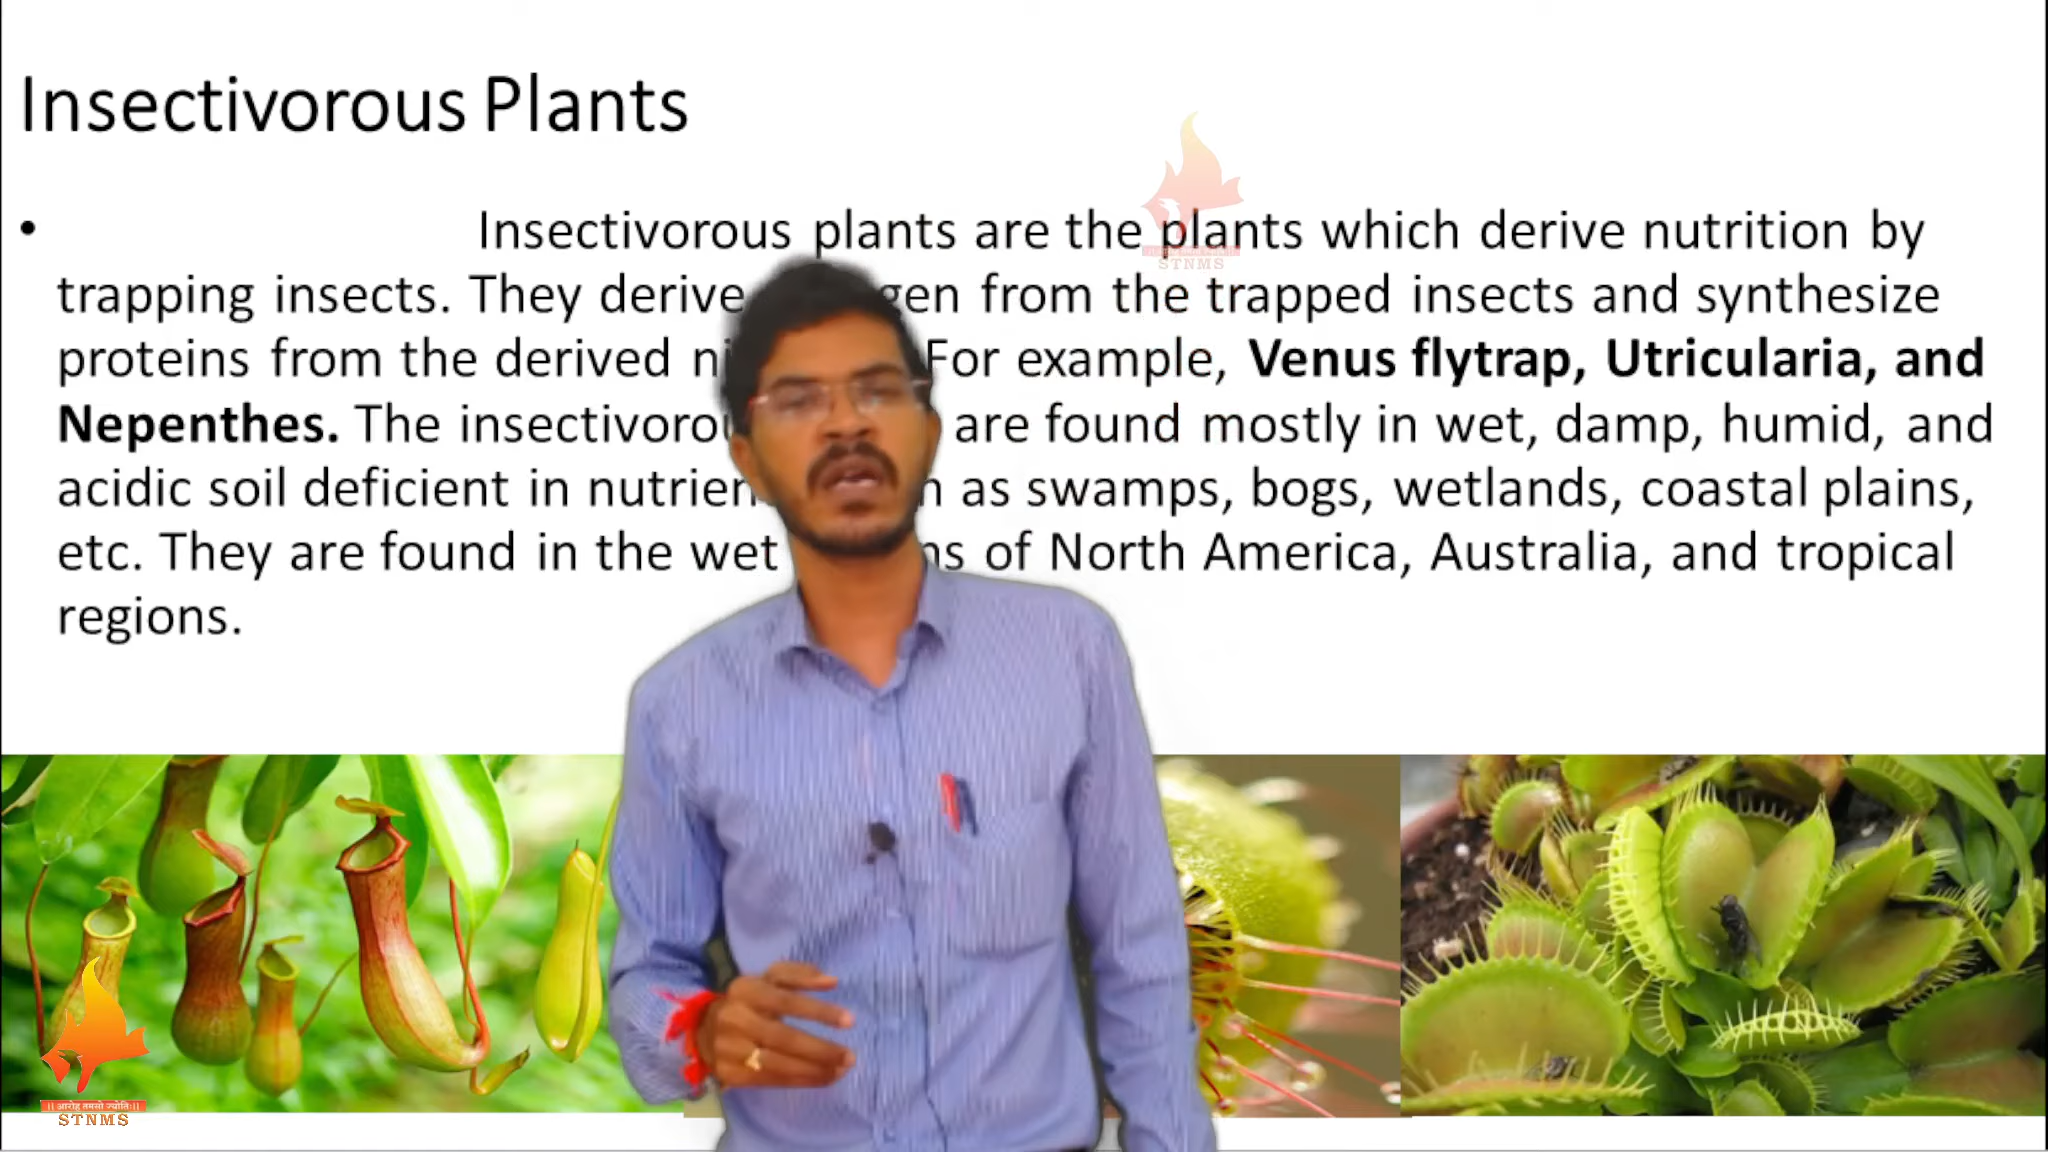 Insectivorous Plants
• Insectivorous plants are the plants which derive nutrition by
trapping insects. They derive from the trapped insects and synthesize
proteins from the derived For example, Venus flytrap, Utricularia, and
Nepenthes. The are found mostly in wet, damp, humid, and
acidic soil deficient in as swamps, bogs, wetlands, coastal plains,
etc. They are found in the wet of North America, Australia, and tropical
regions.
STNMS
|| आरोह तमसो ज्योतिः ||
STNMS